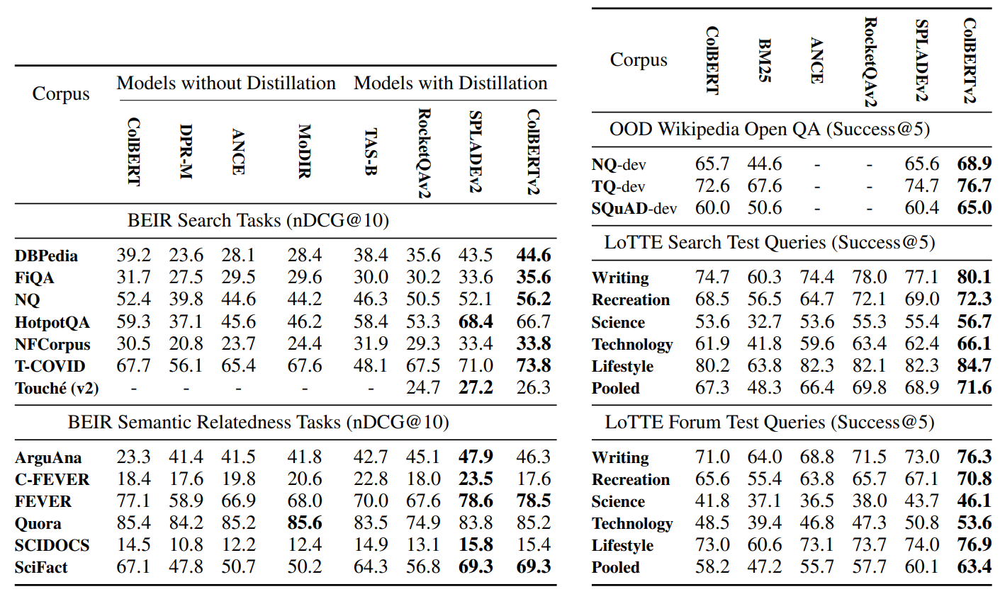 Corpus Models without Distillation Models with Distillation
ColBERT DPR-M ANCE MoDIR TAS-B RocketQAv2 SPLADEv2 ColBERTv2
BEIR Search Tasks (nDCG@10)
DBPedia 39.2 23.6 28.1 28.4 38.4 35.6 43.5 44.6
FiQA 31.7 27.5 29.5 29.6 30.0 30.2 33.6 35.6
NQ 52.4 39.8 44.6 44.2 46.3 50.5 52.1 56.2
HotpotQA 59.3 37.1 45.6 46.2 58.4 53.3 68.4 66.7
NFCorpus 30.5 20.8 23.7 24.4 31.9 29.3 33.4 33.8
T-COVID 67.7 56.1 65.4 67.6 48.1 67.5 71.0 73.8
Touché (v2) - - - - - 24.7 27.2 26.3
BEIR Semantic Relatedness Tasks (nDCG@10)
ArguAna 23.3 41.4 41.5 41.8 42.7 45.1 47.9 46.3
C-FEVER 18.4 17.6 19.8 20.6 22.8 18.0 23.5 17.6
FEVER 77.1 58.9 66.9 68.0 70.0 67.6 78.6 78.5
Quora 85.4 84.2 85.2 85.6 83.5 74.9 83.8 85.2
SCIDOCS 14.5 10.8 12.2 12.4 14.9 13.1 15.8 15.4
SciFact 67.1 47.8 50.7 50.2 64.3 56.8 69.3 69.3
Corpus ColBERT BM25 ANCE RocketQAv2 SPLADEv2 ColBERTv2
OOD Wikipedia Open QA (Success@5)
NQ-dev 65.7 44.6 - - 65.6 68.9
TQ-dev 72.6 67.6 - - 74.7 76.7
SQuAD-dev 60.0 50.6 - - 60.4 65.0
LoTTE Search Test Queries (Success@5)
Writing 74.7 60.3 74.4 78.0 77.1 80.1
Recreation 68.5 56.5 64.7 72.1 69.0 72.3
Science 53.6 32.7 53.6 55.3 55.4 56.7
Technology 61.9 41.8 59.6 63.4 62.4 66.1
Lifestyle 80.2 63.8 82.3 82.1 82.3 84.7
Pooled 67.3 48.3 66.4 69.8 68.9 71.6
LoTTE Forum Test Queries (Success@5)
Writing 71.0 64.0 68.8 71.5 73.0 76.3
Recreation 65.6 55.4 63.8 65.7 67.1 70.8
Science 41.8 37.1 36.5 38.0 43.7 46.1
Technology 48.5 39.4 46.8 47.3 50.8 53.6
Lifestyle 73.0 60.6 73.1 73.7 74.0 76.9
Pooled 58.2 47.2 55.7 57.7 60.1 63.4